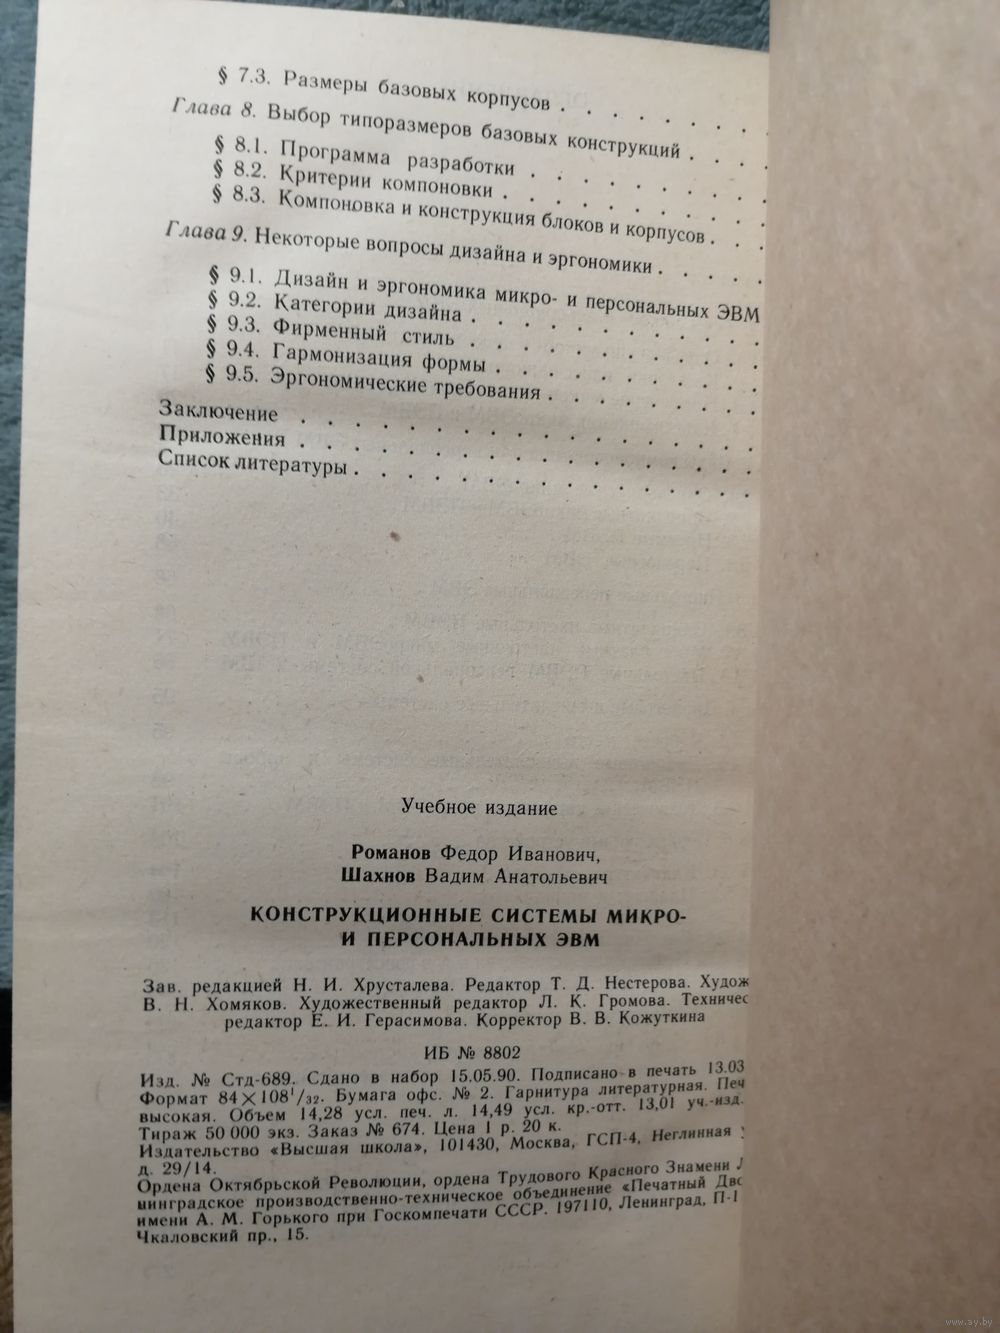 § 7.3. Размеры базовых корпусов . . . . . . . .
Глава 8. Выбор типоразмеров базовых конструкций . . . .
§ 8.1. Программа разработки . . . . . . . . .
§ 8.2. Критерии компоновки . . . . . . . . . .
§ 8.3. Компоновка и конструкция блоков и корпусов . . .
Глава 9. Некоторые вопросы дизайна и эргономики . . . . .
§ 9.1. Дизайн и эргономика микро- и персональных ЭВМ
§ 9.2. Категории дизайна . . . . . . . . . . .
§ 9.3. Фирменный стиль . . . . . . . . . . .
§ 9.4. Гармонизация формы . . . . . . . . . .
§ 9.5. Эргономические требования . . . . . . . .
Заключение . . . . . . . . . . . . . . . .
Приложения . . . . . . . . . . . . . . . .
Список литературы . . . . . . . . . . . . . .
Учебное издание
Романов Федор Иванович,
Шахнов Вадим Анатольевич
КОНСТРУКЦИОННЫЕ СИСТЕМЫ МИКРО-
И ПЕРСОНАЛЬНЫХ ЭВМ
Зав. редакцией Н. И. Хрусталева. Редактор Т. Д. Нестерова. Худож
В. Н. Хомяков. Художественный редактор Л. К. Громова. Техничес
редактор Е. И. Герасимова. Корректор В. В. Кожуткина
ИБ № 8802
Изд. № Стд-689. Сдано в набор 15.05.90. Подписано в печать 13.03
Формат 84×108¹/₃₂. Бумага офс. № 2. Гарнитура литературная. Печ
высокая. Объем 14,28 усл. печ. л. 14,49 усл. кр.-отт. 13,01 уч.-изд.
Тираж 50 000 экз. Заказ № 674. Цена 1 р. 20 к.
Издательство «Высшая школа», 101430, Москва, ГСП-4, Неглинная
д. 29/14.
Ордена Октябрьской Революции, ордена Трудового Красного Знамени Л
нинградское производственно-техническое объединение «Печатный Двс
имени А. М. Горького при Госкомпечати СССР. 197110, Ленинград, П-1
Чкаловский пр., 15.
www.ay.by